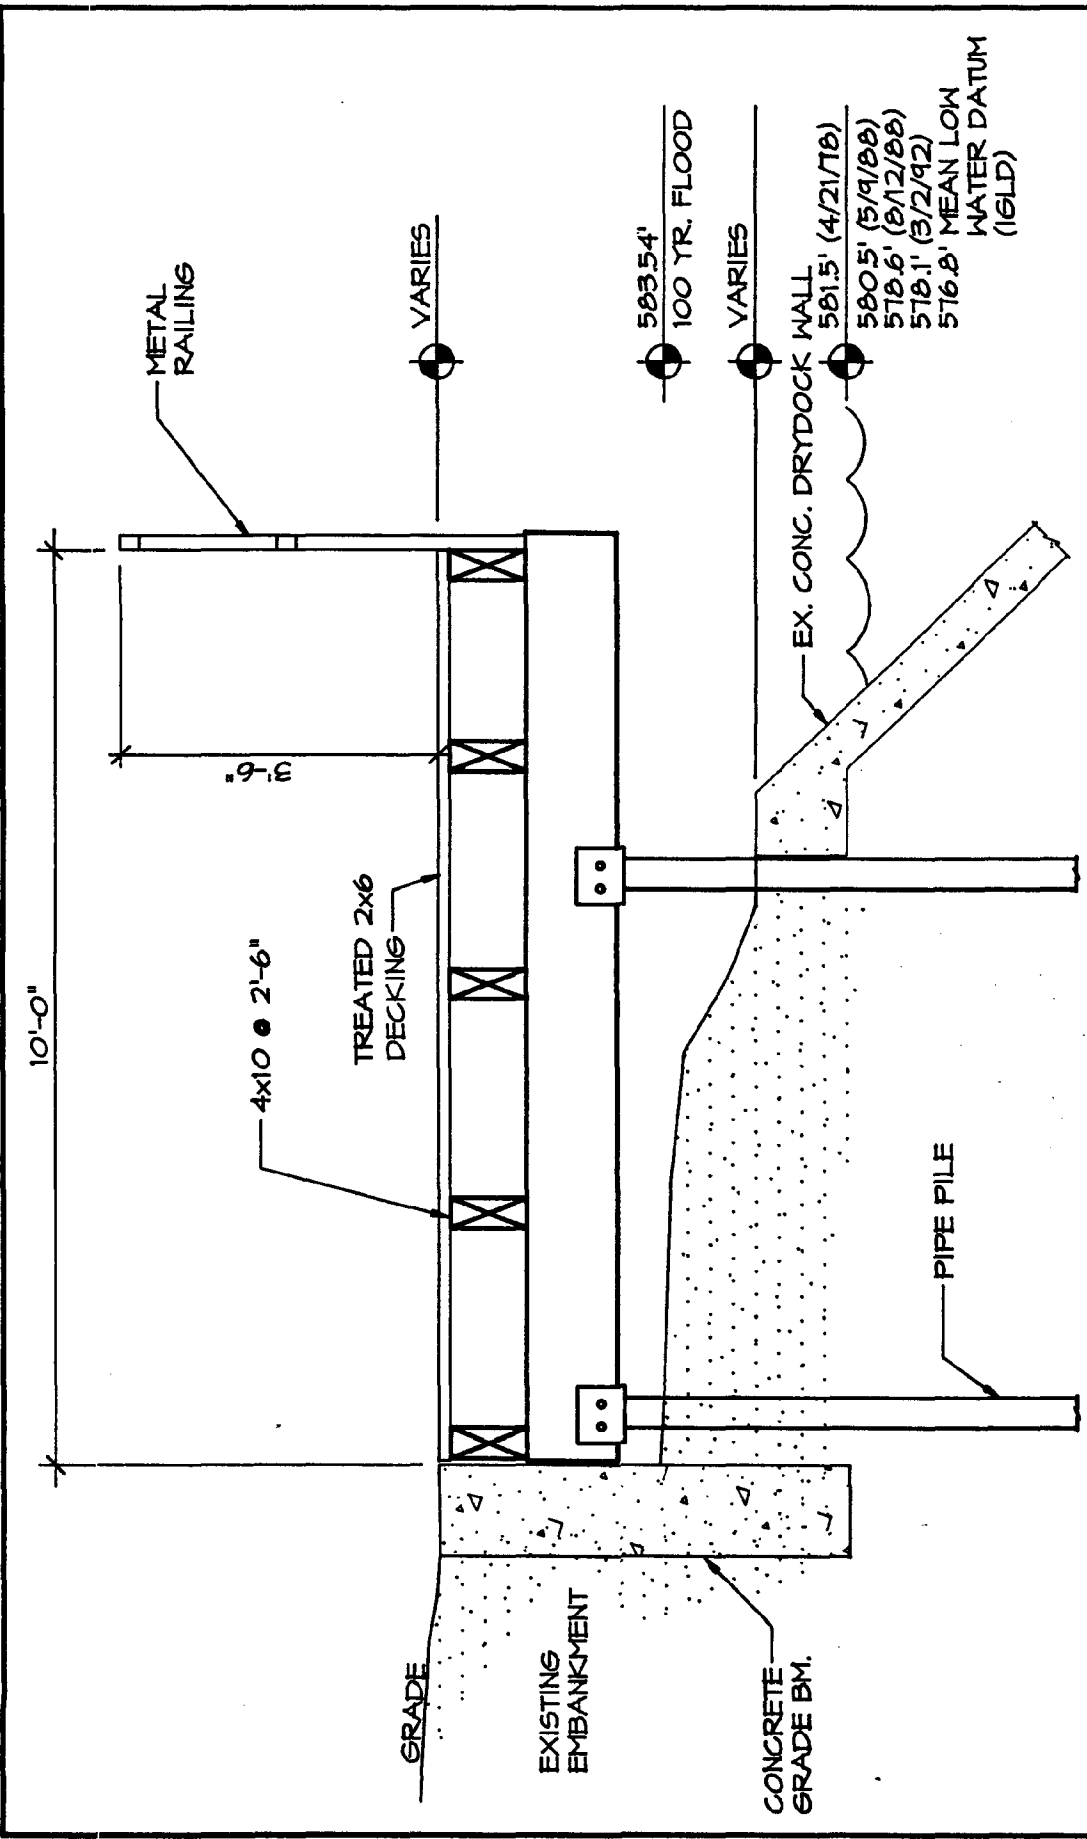 10'-0"
METAL
RAILING
3'-6"
4x10 @ 2'-6"
TREATED 2x6
DECKING
VARIES
583.54'
100 YR. FLOOD
VARIES
EX. CONC. DRYDOCK WALL
581.5' (4/21/78)
580.5' (5/9/88)
578.6' (8/12/88)
578.1' (3/2/92)
576.8' MEAN LOW
WATER DATUM
(IGLD)
GRADE
EXISTING
EMBANKMENT
CONCRETE
GRADE BM.
PIPE PILE